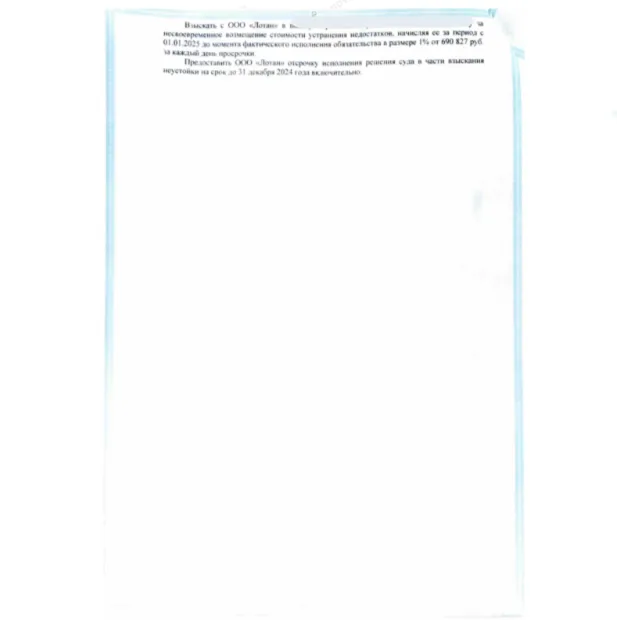 Взыскать с ООО «Лотан» в за
несвоевременное возмещение стоимости устранения недостатков, начисляя ее за период с
01.01.2025 до момента фактического исполнения обязательства в размере 1% от 690 827 руб.
за каждый день просрочки.
Предоставить ООО «Лотан» отсрочку исполнения решения суда в части взыскания
неустойки на срок до 31 декабря 2024 года включительно.